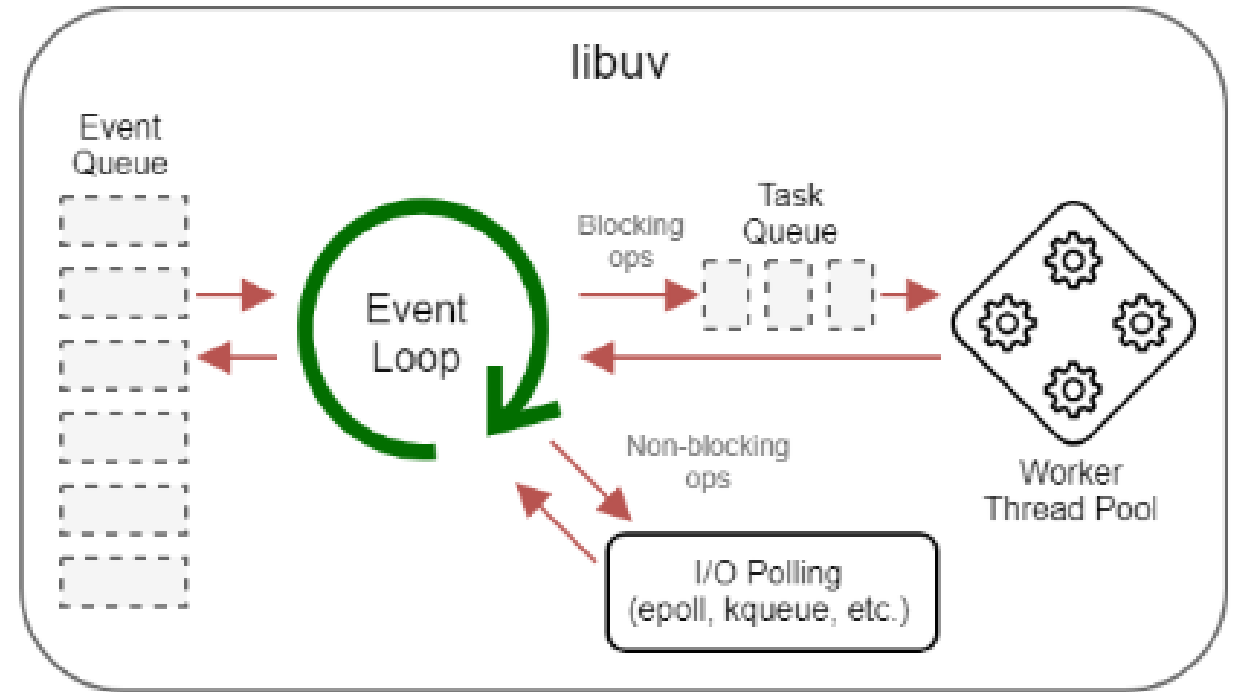 libuv
Event
Queue
Event
Loop
Blocking
ops
Task
Queue
Worker
Thread Pool
Non-blocking
ops
I/O Polling
(epoll, kqueue, etc.)